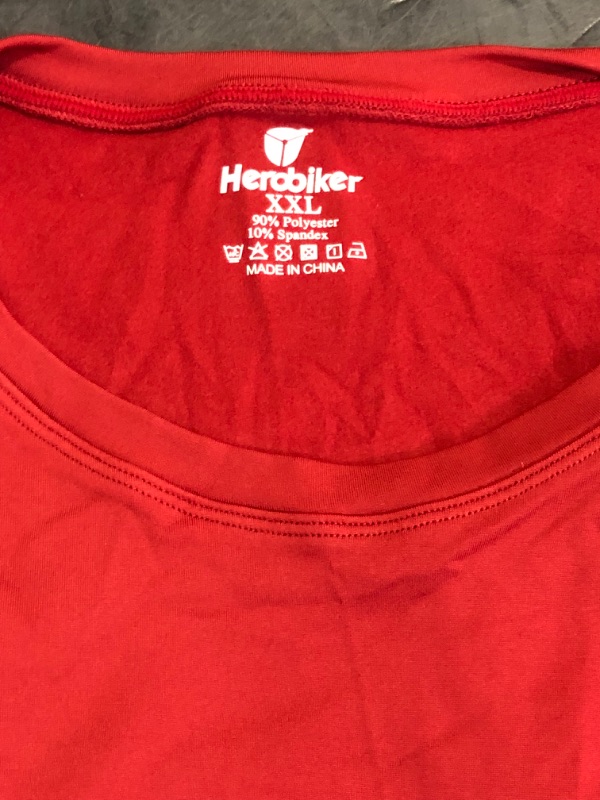 Herobiker
XXL
90% Polyester
10% Spandex
MADE IN CHINA